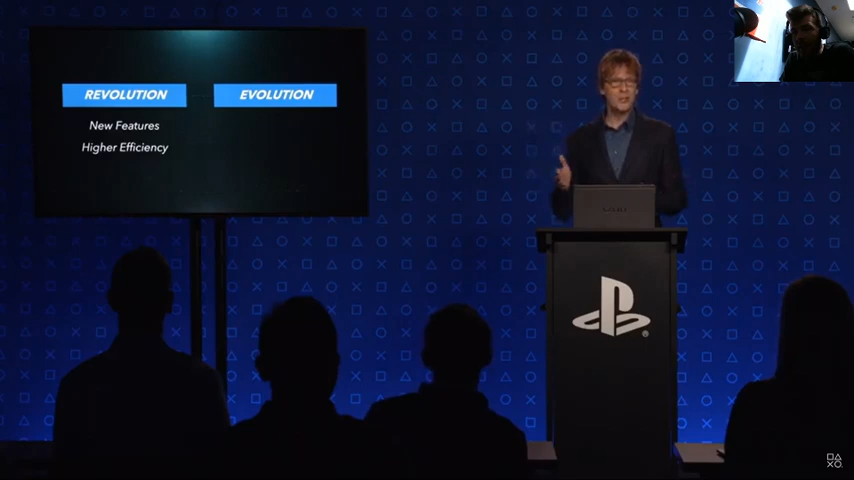 REVOLUTION
EVOLUTION
New Features
Higher Efficiency